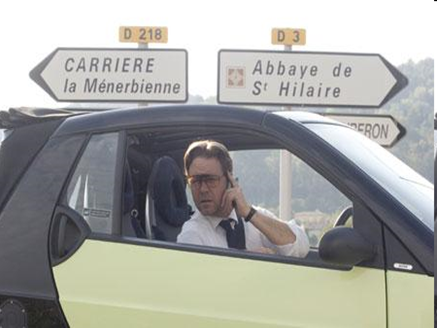 D 218
CARRIERE
la Ménerbienne
D 3
Abbaye de
St Hilaire